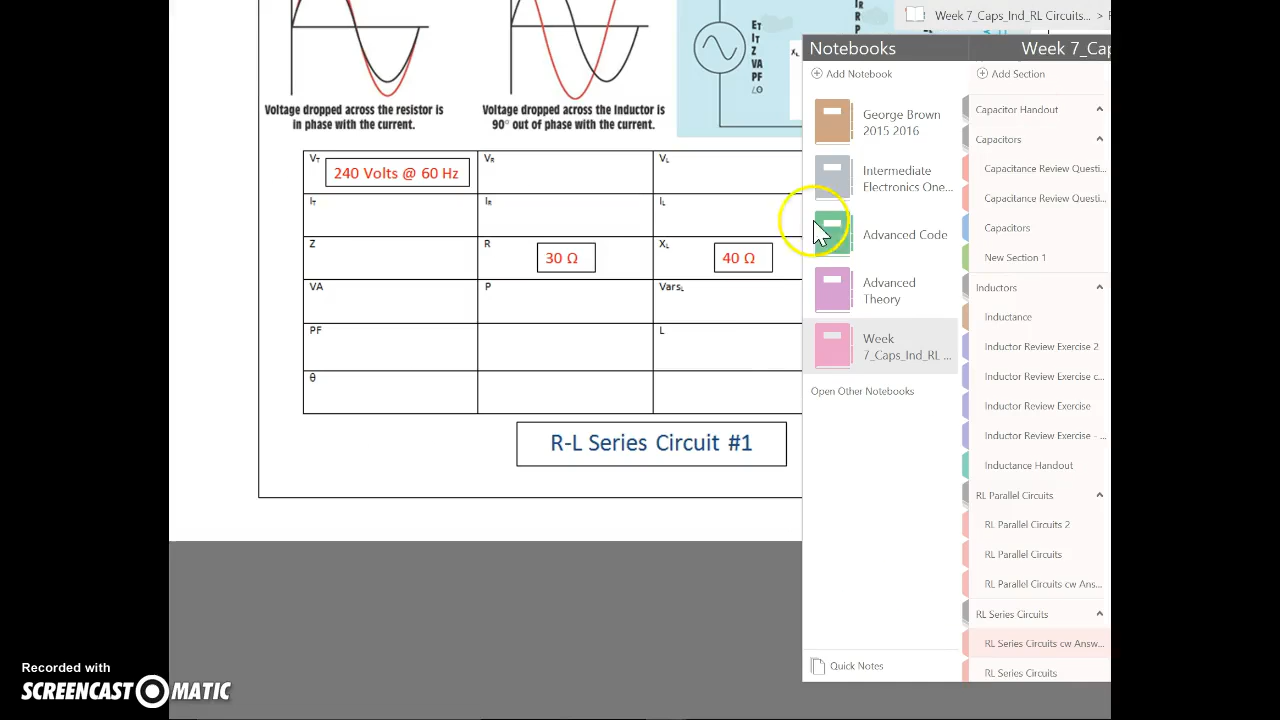 Week 7_Caps_Ind_RL Circuits... >
Notebooks
Week 7_Cap
Add Notebook
Add Section
George Brown
2015 2016
Intermediate
Electronics One...
Advanced Code
Advanced
Theory
Week
7_Caps_Ind_RL ...
Open Other Notebooks
Quick Notes
Capacitor Handout
Capacitors
Capacitance Review Questi...
Capacitance Review Questi...
Capacitors
New Section 1
Inductors
Inductance
Inductor Review Exercise 2
Inductor Review Exercise c...
Inductor Review Exercise
Inductor Review Exercise - ...
Inductance Handout
RL Parallel Circuits
RL Parallel Circuits 2
RL Parallel Circuits
RL Parallel Circuits cw Ans...
RL Series Circuits
RL Series Circuits cw Answ...
RL Series Circuits
ET
IT
Z
VA
PF
∠θ
XL
IR
R
P
Voltage dropped across the resistor is
in phase with the current.
Voltage dropped across the Inductor is
90° out of phase with the current.
VT 240 Volts @ 60 Hz VR VL
IT IR IL
Z R 30 Ω XL 40 Ω
VA P VarsL
PF L
θ
R-L Series Circuit #1
Recorded with
SCREENCAST-O-MATIC